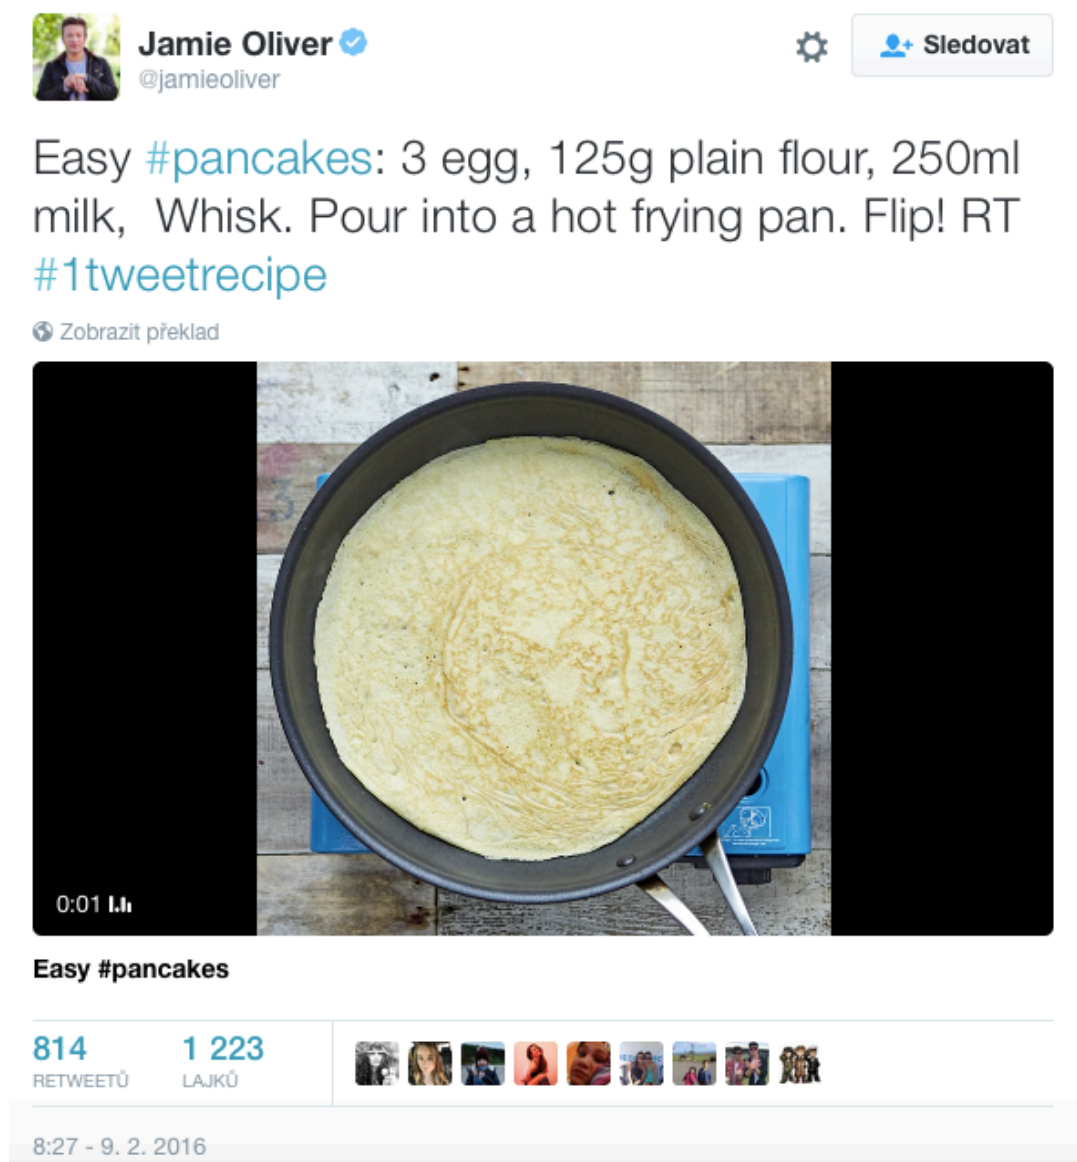 Jamie Oliver
@jamieoliver
Sledovat
Easy #pancakes: 3 egg, 125g plain flour, 250ml
milk,  Whisk. Pour into a hot frying pan. Flip! RT
#1tweetrecipe
Zobrazit překlad
0:01
Easy #pancakes
814
RETWEETŮ
1 223
LAJKŮ
8:27 - 9. 2. 2016